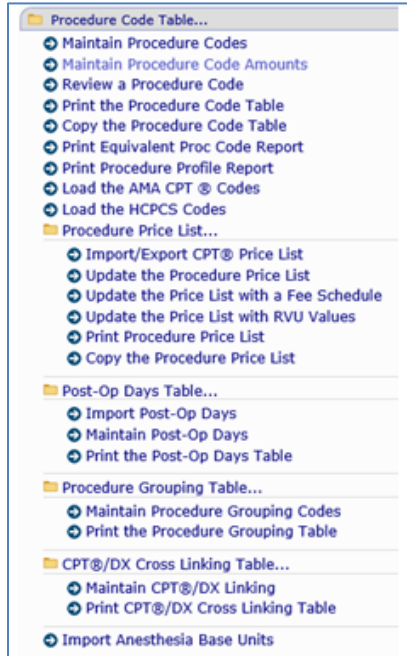 Procedure Code Table...
Maintain Procedure Codes
Maintain Procedure Code Amounts
Review a Procedure Code
Print the Procedure Code Table
Copy the Procedure Code Table
Print Equivalent Proc Code Report
Print Procedure Profile Report
Load the AMA CPT ® Codes
Load the HCPCS Codes
Procedure Price List...
Import/Export CPT® Price List
Update the Procedure Price List
Update the Price List with a Fee Schedule
Update the Price List with RVU Values
Print Procedure Price List
Copy the Procedure Price List
Post-Op Days Table...
Import Post-Op Days
Maintain Post-Op Days
Print the Post-Op Days Table
Procedure Grouping Table...
Maintain Procedure Grouping Codes
Print the Procedure Grouping Table
CPT®/DX Cross Linking Table...
Maintain CPT®/DX Linking
Print CPT®/DX Cross Linking Table
Import Anesthesia Base Units